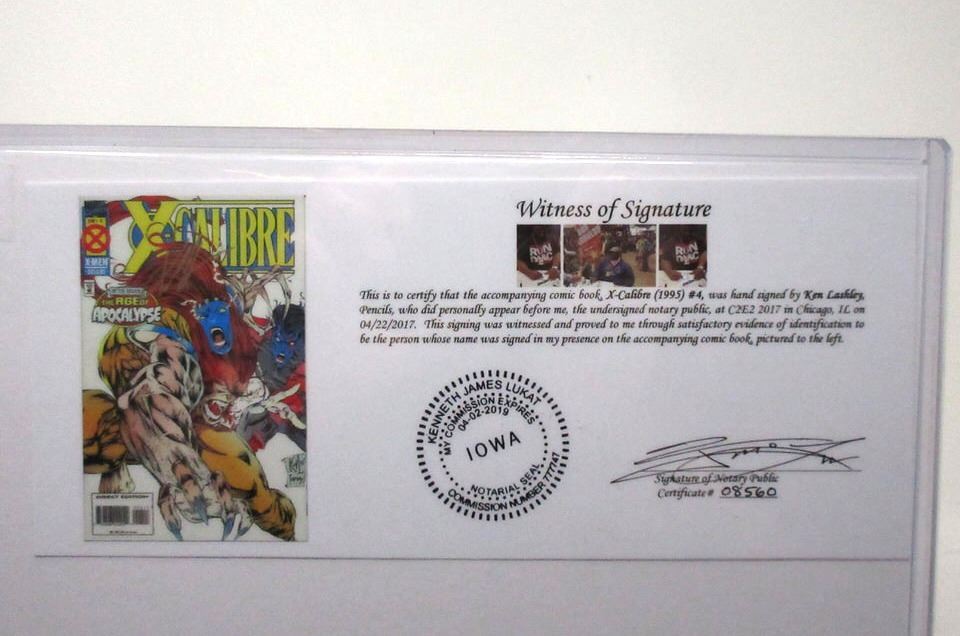 X-CALIBRE
X-MEN
DELUXE
THE AGE OF
APOCALYPSE
DIRECT EDITION
Witness of Signature
RUN
DMC
RUN
DMC
This is to certify that the accompanying comic book, X-Calibre (1995) #4, was hand signed by Ken Lashley,
Pencils, who did personally appear before me, the undersigned notary public, at C2E2 2017 in Chicago, IL on
04/22/2017. This signing was witnessed and proved to me through satisfactory evidence of identification to
be the person whose name was signed in my presence on the accompanying comic book, pictured to the left.
KENNETH JAMES LUKAT
MY COMMISSION EXPIRES
04-02-2019
IOWA
NOTARIAL SEAL
COMMISSION NUMBER 777747
Signature of Notary Public
Certificate # 08560